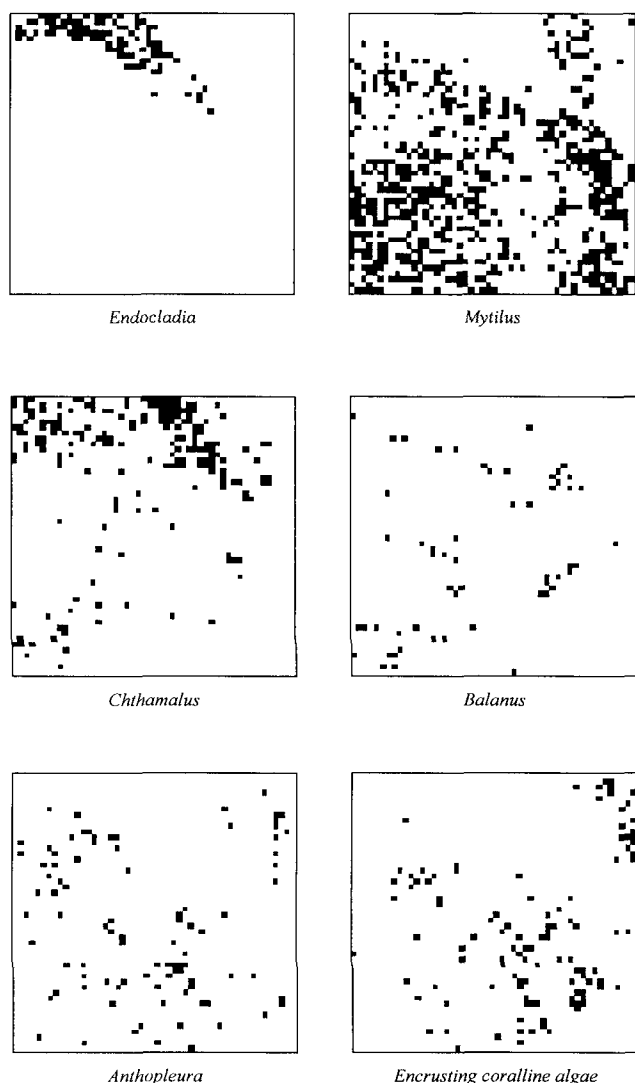 Endocladia
Mytilus
Chthamalus
Balanus
Anthopleura
Encrusting coralline algae